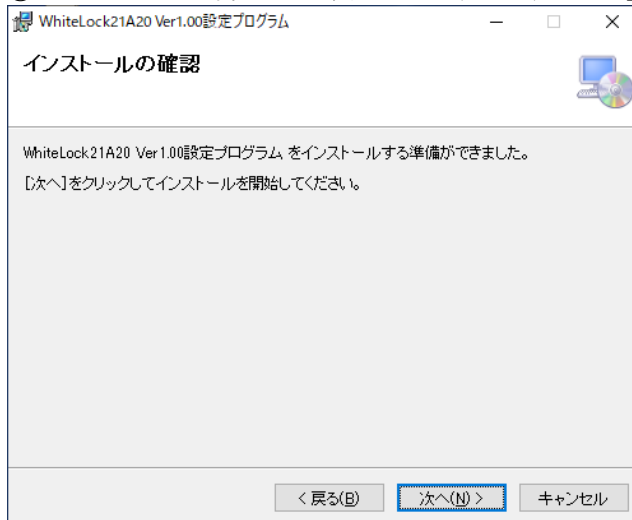 WhiteLock21A20 Ver1.00設定プログラム
インストールの確認
WhiteLock21A20 Ver1.00設定プログラム をインストールする準備ができました。
[次へ]をクリックしてインストールを開始してください。
< 戻る(B)
次へ(N) >
キャンセル